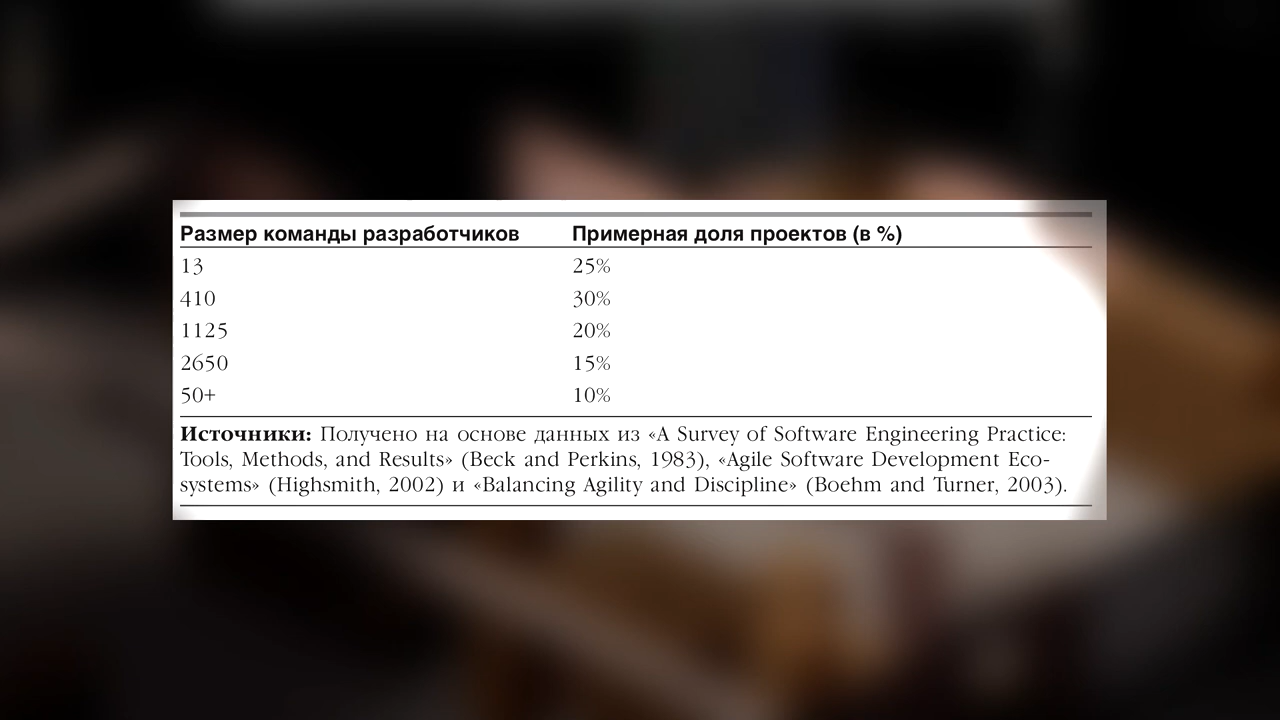 Размер команды разработчиков Примерная доля проектов (в %)
13 25%
410 30%
1125 20%
2650 15%
50+ 10%
Источники: Получено на основе данных из «A Survey of Software Engineering Practice:
Tools, Methods, and Results» (Beck and Perkins, 1983), «Agile Software Development Eco-
systems» (Highsmith, 2002) и «Balancing Agility and Discipline» (Boehm and Turner, 2003).